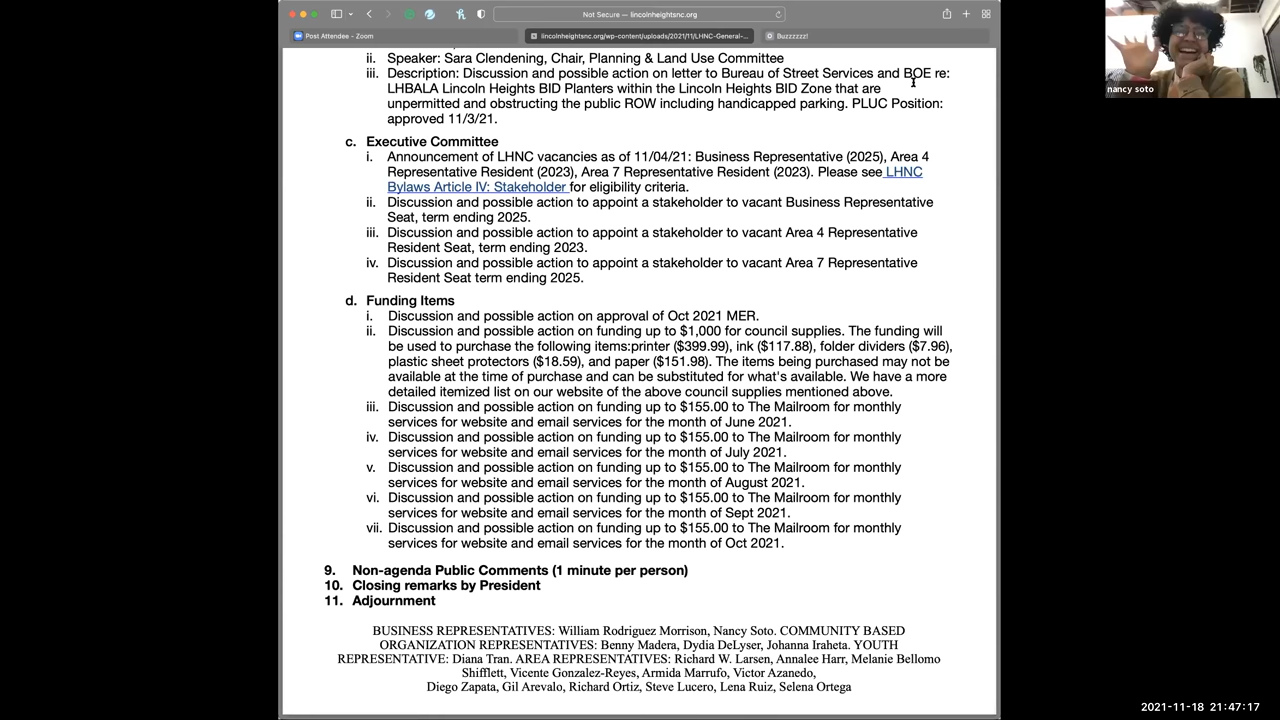 Not Secure — lincolnheightsnc.org
Post Attendee - Zoom
lincolnheightsnc.org/wp-content/uploads/2021/11/LHNC-General-...
Buzzzzzz!
nancy soto
ii. Speaker: Sara Clendening, Chair, Planning & Land Use Committee
iii. Description: Discussion and possible action on letter to Bureau of Street Services and BOE re:
LHBALA Lincoln Heights BID Planters within the Lincoln Heights BID Zone that are
unpermitted and obstructing the public ROW including handicapped parking. PLUC Position:
approved 11/3/21.
c. Executive Committee
i. Announcement of LHNC vacancies as of 11/04/21: Business Representative (2025), Area 4
Representative Resident (2023), Area 7 Representative Resident (2023). Please see LHNC
Bylaws Article IV: Stakeholder for eligibility criteria.
ii. Discussion and possible action to appoint a stakeholder to vacant Business Representative
Seat, term ending 2025.
iii. Discussion and possible action to appoint a stakeholder to vacant Area 4 Representative
Resident Seat, term ending 2023.
iv. Discussion and possible action to appoint a stakeholder to vacant Area 7 Representative
Resident Seat term ending 2025.
d. Funding Items
i. Discussion and possible action on approval of Oct 2021 MER.
ii. Discussion and possible action on funding up to $1,000 for council supplies. The funding will
be used to purchase the following items:printer ($399.99), ink ($117.88), folder dividers ($7.96),
plastic sheet protectors ($18.59), and paper ($151.98). The items being purchased may not be
available at the time of purchase and can be substituted for what's available. We have a more
detailed itemized list on our website of the above council supplies mentioned above.
iii. Discussion and possible action on funding up to $155.00 to The Mailroom for monthly
services for website and email services for the month of June 2021.
iv. Discussion and possible action on funding up to $155.00 to The Mailroom for monthly
services for website and email services for the month of July 2021.
v. Discussion and possible action on funding up to $155.00 to The Mailroom for monthly
services for website and email services for the month of August 2021.
vi. Discussion and possible action on funding up to $155.00 to The Mailroom for monthly
services for website and email services for the month of Sept 2021.
vii. Discussion and possible action on funding up to $155.00 to The Mailroom for monthly
services for website and email services for the month of Oct 2021.
9. Non-agenda Public Comments (1 minute per person)
10. Closing remarks by President
11. Adjournment
BUSINESS REPRESENTATIVES: William Rodriguez Morrison, Nancy Soto. COMMUNITY BASED
ORGANIZATION REPRESENTATIVES: Benny Madera, Dydia DeLyser, Johanna Iraheta. YOUTH
REPRESENTATIVE: Diana Tran. AREA REPRESENTATIVES: Richard W. Larsen, Annalee Harr, Melanie Bellomo
Shifflett, Vicente Gonzalez-Reyes, Armida Marrufo, Victor Azanedo,
Diego Zapata, Gil Arevalo, Richard Ortiz, Steve Lucero, Lena Ruiz, Selena Ortega
2021-11-18 21:47:17